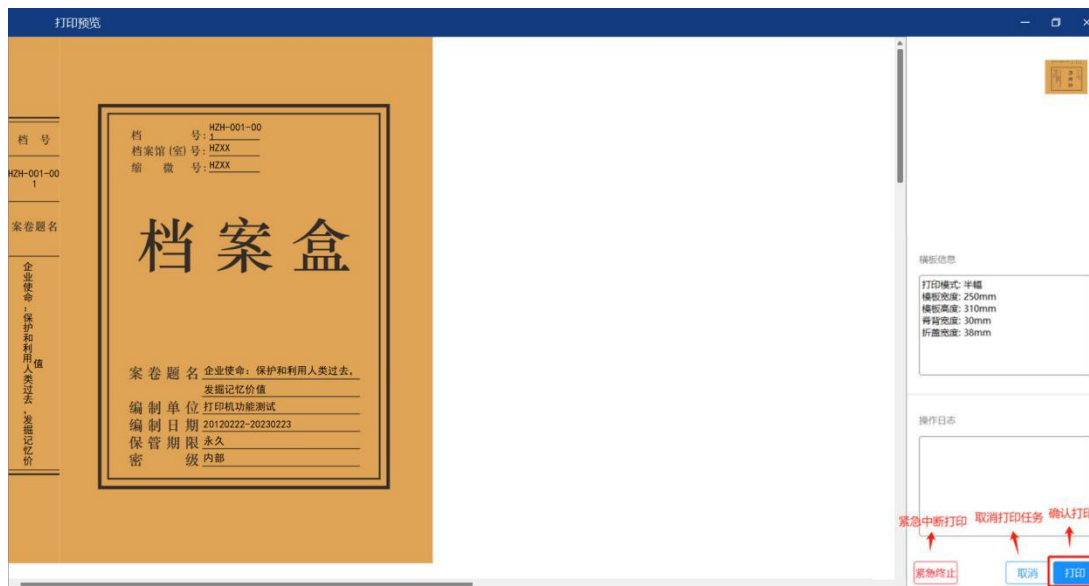 打印预览
档 号
HZH-001-00
1
案卷题名
企业使命：保护和利用人类过去，发掘记忆价
值
HZH-001-00
档 号:1
档案馆(室)号:HZXX
缩 微 号:HZXX
档案盒
案卷题名 企业使命：保护和利用人类过去，
发掘记忆价值
编制单位 打印机功能测试
编制日期 20120222-20230223
保管期限 永久
密 级 内部
模板信息
打印模式: 半幅
模板宽度: 250mm
模板高度: 310mm
脊背宽度: 30mm
折盖宽度: 38mm
操作日志
紧急中断打印 取消打印任务 确认打印
紧急终止 取消 打印